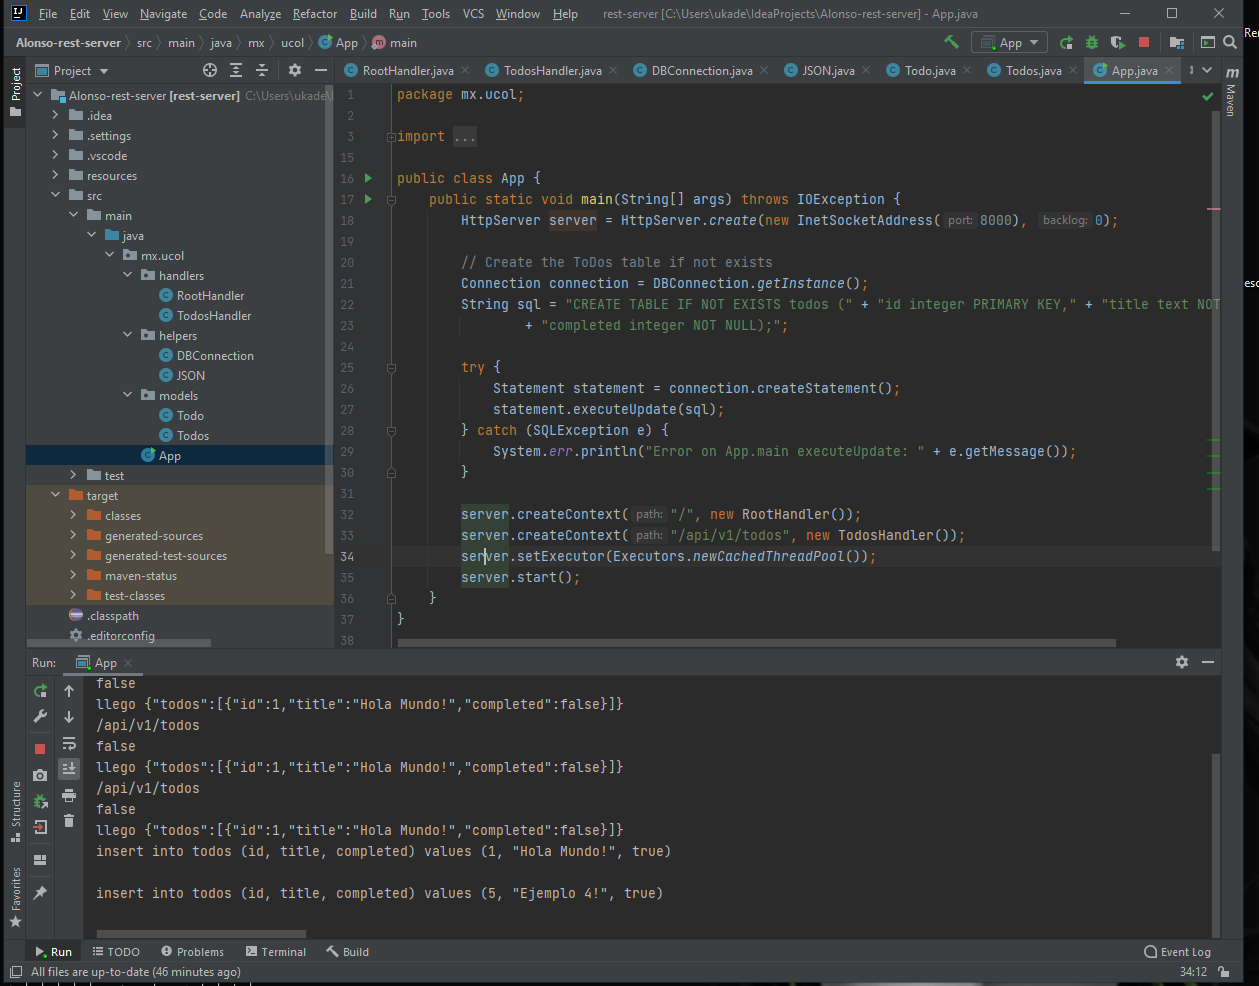 File Edit View Navigate Code Analyze Refactor Build Run Tools VCS Window Help rest-server [C:\Users\ukade\IdeaProjects\Alonso-rest-server] - App.java
Alonso-rest-server src main java mx ucol App main App
Project
Project
RootHandler.java TodosHandler.java DBConnection.java JSON.java Todo.java Todos.java App.java
Maven
Alonso-rest-server [rest-server] C:\Users\ukade\
.idea
.settings
.vscode
resources
src
main
java
mx.ucol
handlers
RootHandler
TodosHandler
helpers
DBConnection
JSON
models
Todo
Todos
App
test
target
classes
generated-sources
generated-test-sources
maven-status
test-classes
.classpath
.editorconfig
1 package mx.ucol;
2
3 import ...
15
16 public class App {
17 public static void main(String[] args) throws IOException {
18 HttpServer server = HttpServer.create(new InetSocketAddress( port: 8000), backlog: 0);
19
20 // Create the ToDos table if not exists
21 Connection connection = DBConnection.getInstance();
22 String sql = "CREATE TABLE IF NOT EXISTS todos (" + "id integer PRIMARY KEY," + "title text NOT
23 + "completed integer NOT NULL);";
24
25 try {
26 Statement statement = connection.createStatement();
27 statement.executeUpdate(sql);
28 } catch (SQLException e) {
29 System.err.println("Error on App.main executeUpdate: " + e.getMessage());
30 }
31
32 server.createContext( path: "/", new RootHandler());
33 server.createContext( path: "/api/v1/todos", new TodosHandler());
34 server.setExecutor(Executors.newCachedThreadPool());
35 server.start();
36 }
37 }
38
Run: App
false
llego {"todos":[{"id":1,"title":"Hola Mundo!","completed":false}]}
/api/v1/todos
false
llego {"todos":[{"id":1,"title":"Hola Mundo!","completed":false}]}
/api/v1/todos
false
llego {"todos":[{"id":1,"title":"Hola Mundo!","completed":false}]}
insert into todos (id, title, completed) values (1, "Hola Mundo!", true)
insert into todos (id, title, completed) values (5, "Ejemplo 4!", true)
Structure
Favorites
Run TODO Problems Terminal Build Event Log
All files are up-to-date (46 minutes ago) 34:12